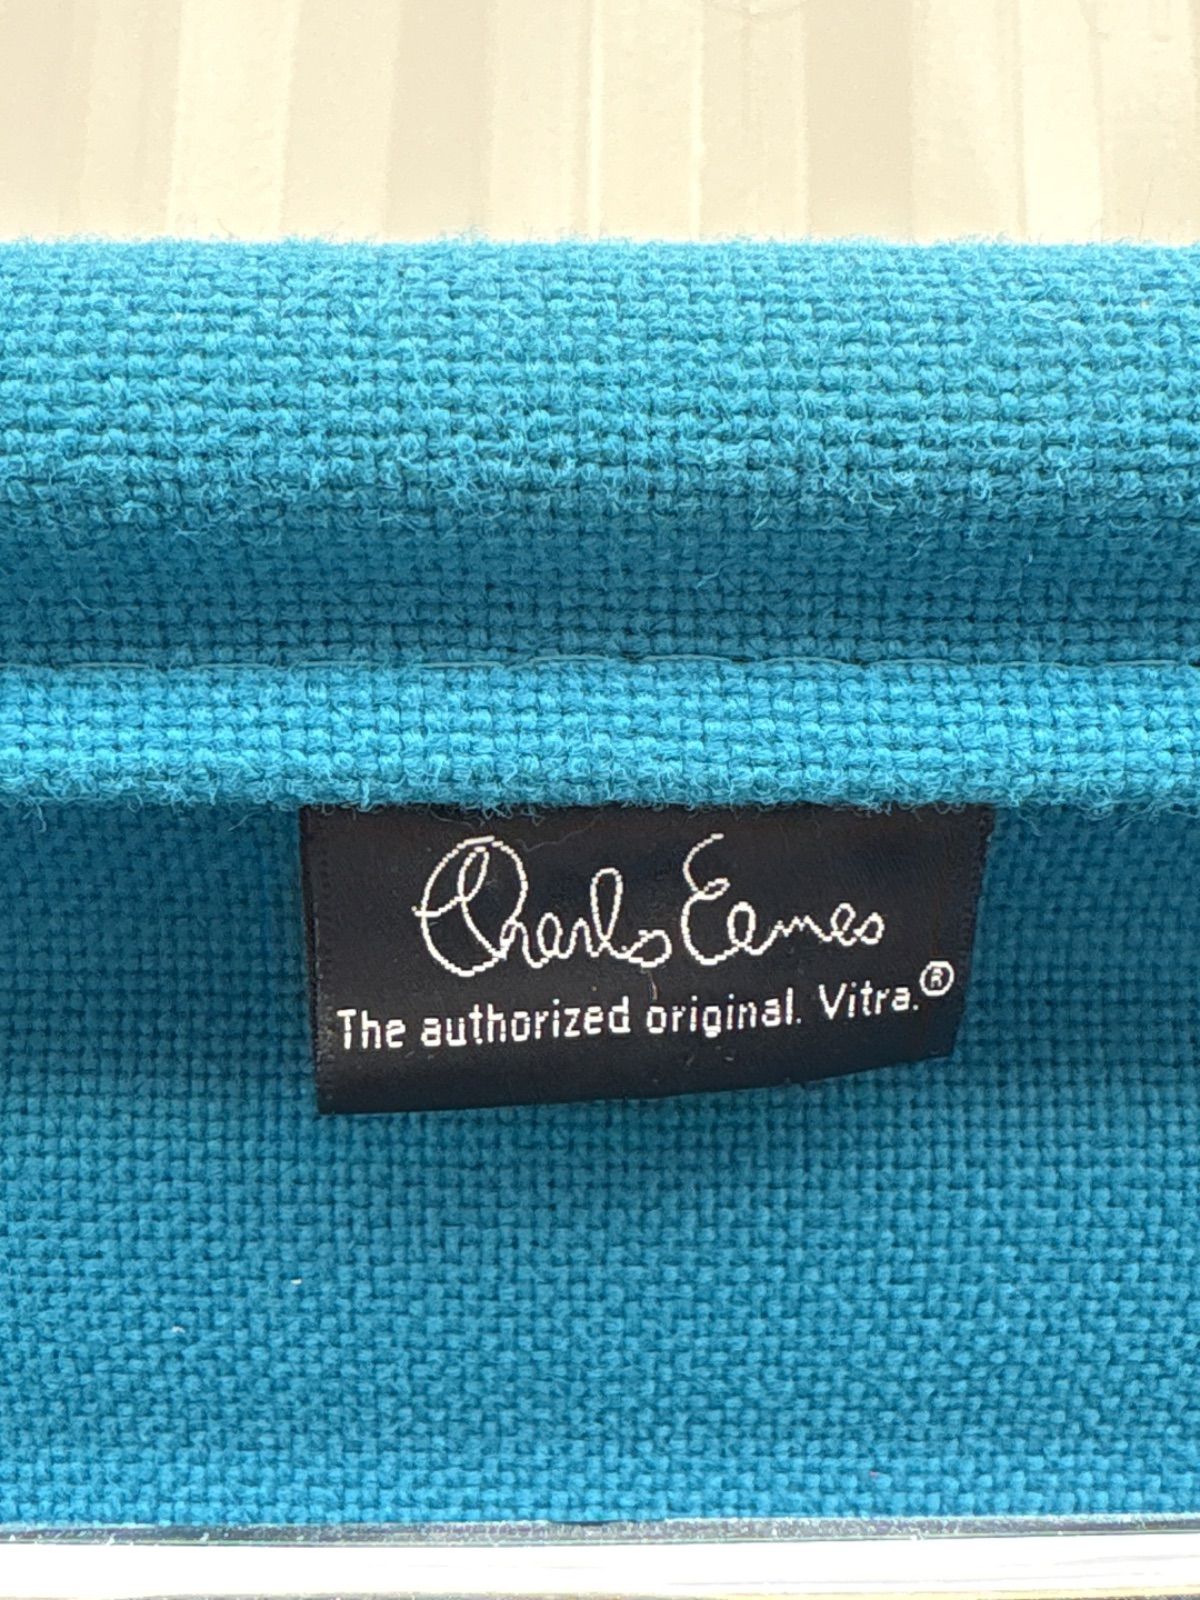 Charles Eames
The authorized original. Vitra.®